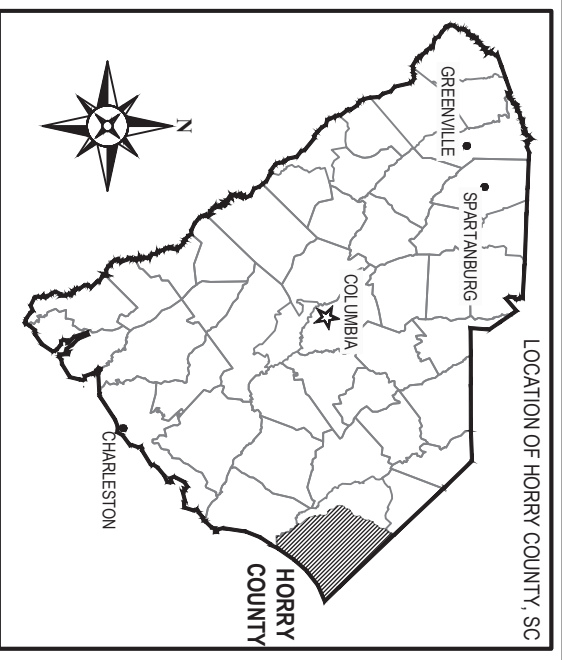 LOCATION OF HORRY COUNTY, SC
GREENVILLE
SPARTANBURG
COLUMBIA
CHARLESTON
HORRY
COUNTY
N